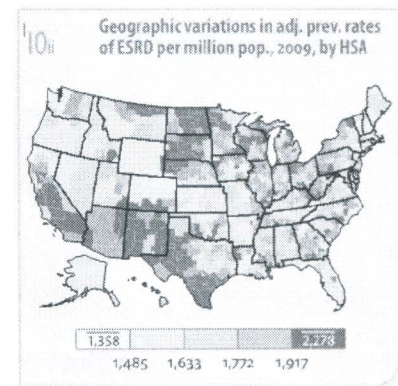 10ii
Geographic variations in adj. prev. rates
of ESRD per million pop., 2009, by HSA
1,358 2,278
1,485 1,633 1,772 1,917